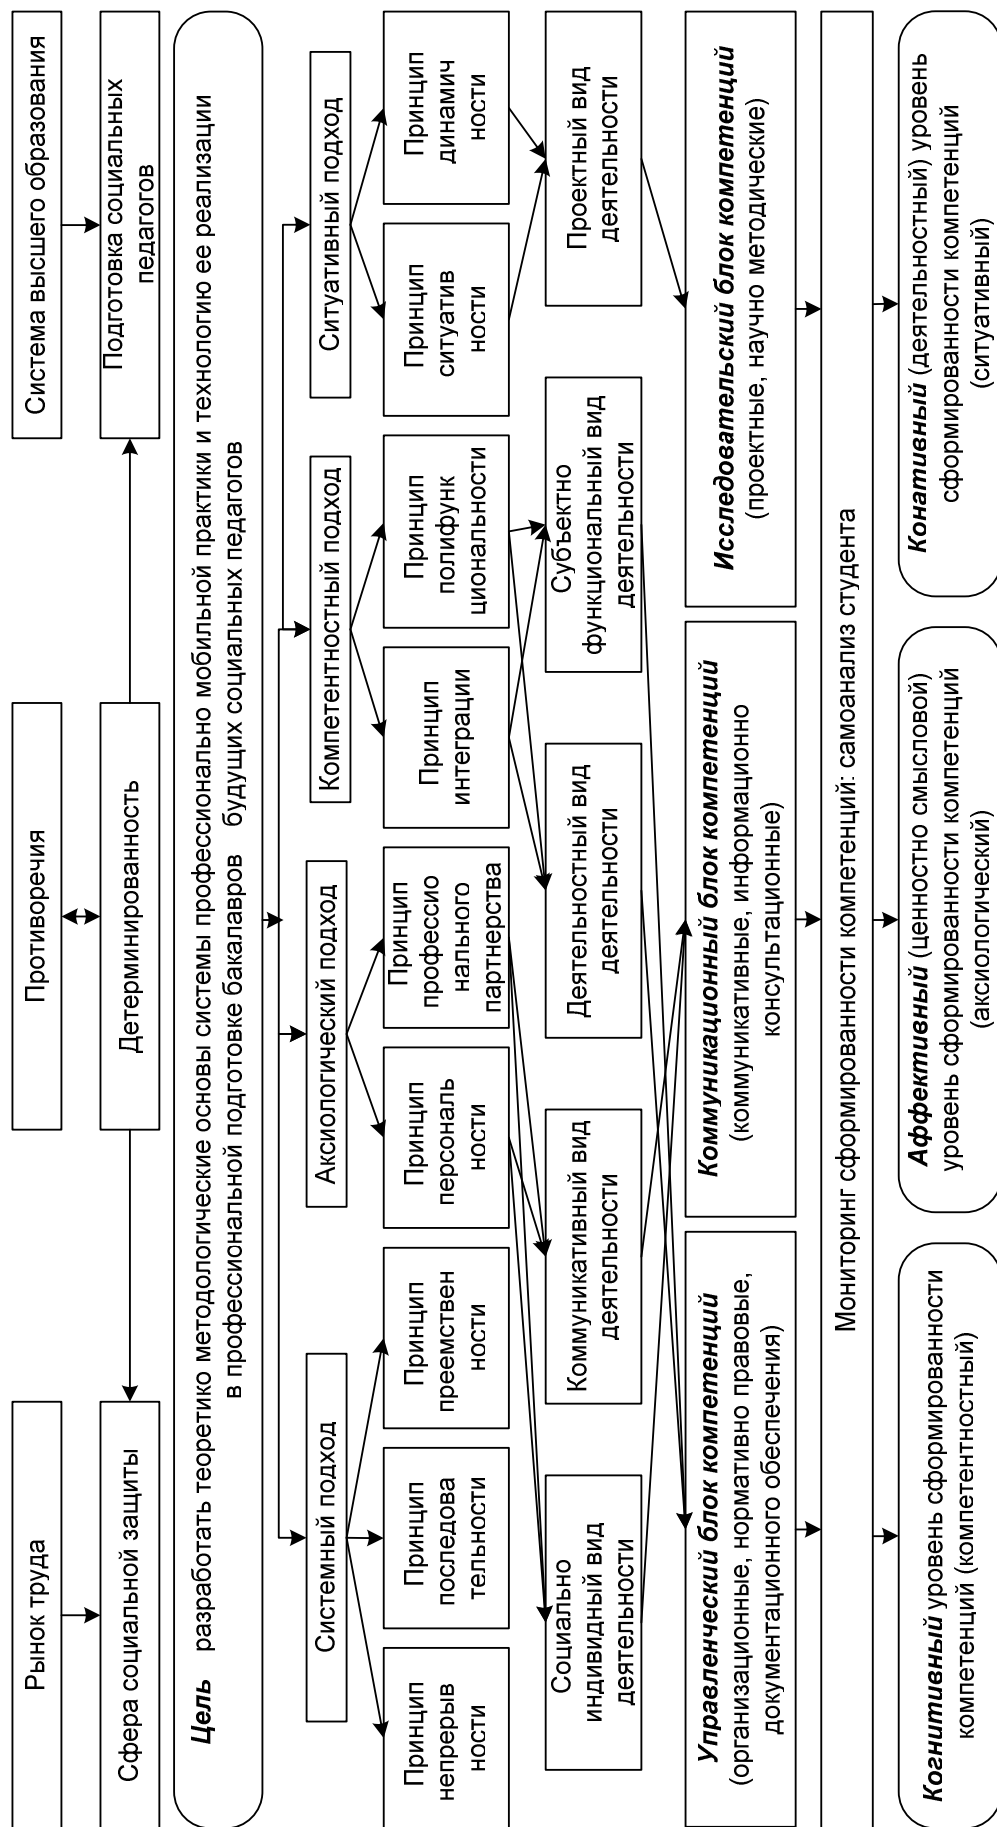 Рынок труда
Противоречия
Система высшего образования
Сфера социальной защиты
Детерминированность
Подготовка социальных
педагогов
Цель разработать теоретико методологические основы системы профессионально мобильной практики и технологию ее реализации
в профессиональной подготовке бакалавров будущих социальных педагогов
Системный подход
Аксиологический подход
Компетентностный подход
Ситуативный подход
Принцип
непрерыв
ности
Принцип
последова
тельности
Принцип
преемствен
ности
Принцип
персональ
ности
Принцип
профессио
нального
партнерства
Принцип
интеграции
Принцип
полифунк
циональности
Принцип
ситуатив
ности
Принцип
динамич
ности
Социально
индивидный вид
деятельности
Коммуникативный вид
деятельности
Деятельностный вид
деятельности
Субъектно
функциональный вид
деятельности
Проектный вид
деятельности
Управленческий блок компетенций
(организационные, нормативно правовые,
документационного обеспечения)
Коммуникационный блок компетенций
(коммуникативные, информационно
консультационные)
Исследовательский блок компетенций
(проектные, научно методические)
Мониторинг сформированности компетенций: самоанализ студента
Когнитивный уровень сформированности
компетенций (компетентностный)
Аффективный (ценностно смысловой)
уровень сформированности компетенций
(аксиологический)
Конативный (деятельностный) уровень
сформированности компетенций
(ситуативный)